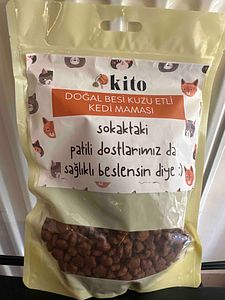 kito
DOĞAL BESİ KUZU ETLİ
KEDİ MAMASI
sokaktaki
patili dostlarımız da
sağlıklı beslensin diye :)